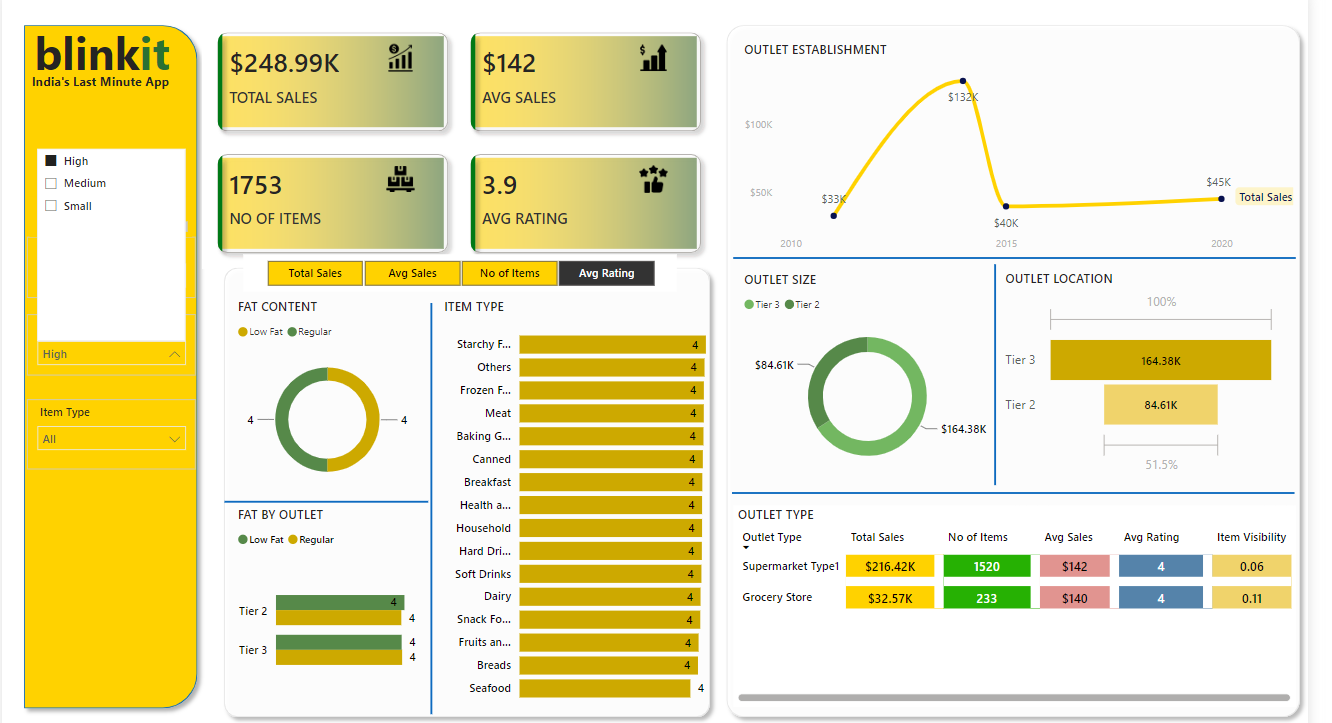 blinkit
India's Last Minute App
High
Medium
Small
High
Item Type
All
$248.99K
TOTAL SALES
$142
AVG SALES
1753
NO OF ITEMS
3.9
AVG RATING
Total Sales
Avg Sales
No of Items
Avg Rating
FAT CONTENT
Low Fat
Regular
4
4
FAT BY OUTLET
Low Fat
Regular
Tier 2
4
4
Tier 3
4
4
ITEM TYPE
Starchy F... 4
Others 4
Frozen F... 4
Meat 4
Baking G... 4
Canned 4
Breakfast 4
Health a... 4
Household 4
Hard Dri... 4
Soft Drinks 4
Dairy 4
Snack Fo... 4
Fruits an... 4
Breads 4
Seafood 4
OUTLET ESTABLISHMENT
$132K
$100K
$50K
$33K
$40K
$45K
Total Sales
2010 2015 2020
OUTLET SIZE
Tier 3 Tier 2
$84.61K
$164.38K
OUTLET LOCATION
100%
Tier 3 164.38K
Tier 2 84.61K
51.5%
OUTLET TYPE
Outlet Type Total Sales No of Items Avg Sales Avg Rating Item Visibility
Supermarket Type1 $216.42K 1520 $142 4 0.06
Grocery Store $32.57K 233 $140 4 0.11